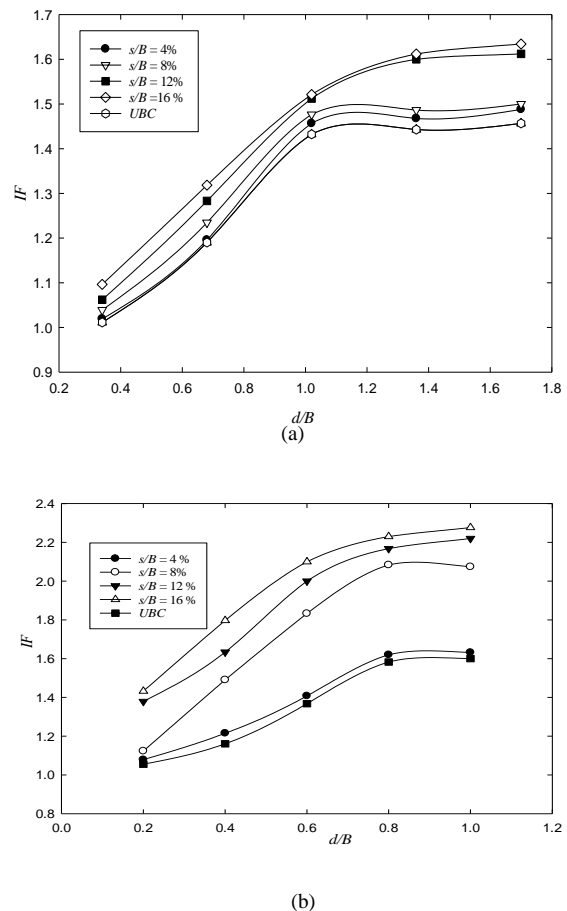 1.7
1.6
1.5
1.4
1.3
1.2
1.1
1.0
0.9
IF
s/B = 4%
s/B = 8%
s/B = 12%
s/B =16 %
UBC
0.2 0.4 0.6 0.8 1.0 1.2 1.4 1.6 1.8
d/B
(a)
2.4
2.2
2.0
1.8
1.6
1.4
1.2
1.0
0.8
IF
s/B = 4 %
s/B = 8%
s/B = 12 %
s/B = 16 %
UBC
0.0 0.2 0.4 0.6 0.8 1.0 1.2
d/B
(b)